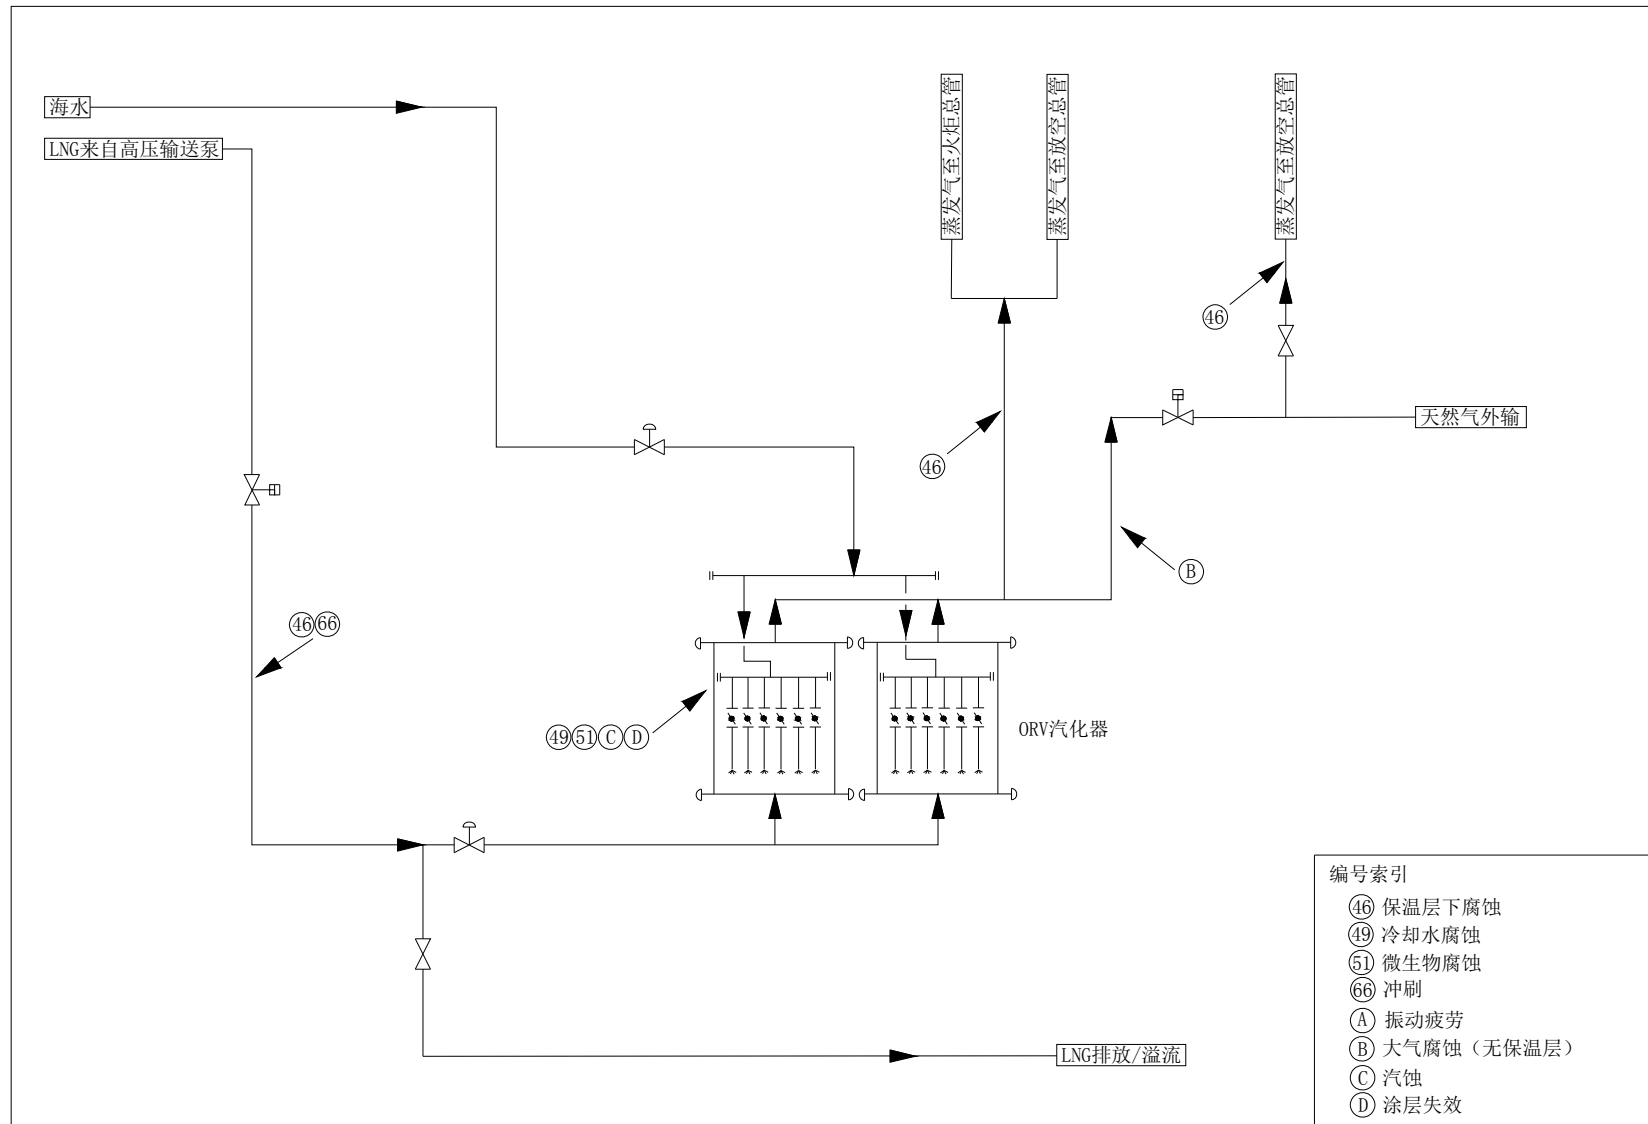 海水
LNG来自高压输送泵
蒸发气至火炬总管
蒸发气至放空总管
蒸发气至放空总管
46
天然气外输
46
B
46 66
49 51 C D
ORV汽化器
LNG排放/溢流
编号索引
46 保温层下腐蚀
49 冷却水腐蚀
51 微生物腐蚀
66 冲刷
A 振动疲劳
B 大气腐蚀（无保温层）
C 汽蚀
D 涂层失效